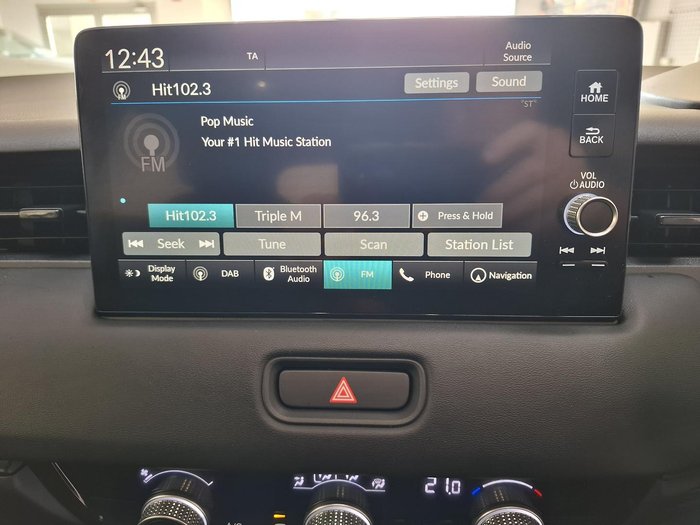 12:43
TA
Audio
Source
Hit102.3
Settings
Sound
ST
HOME
Pop Music
Your #1 Hit Music Station
FM
BACK
VOL
AUDIO
Hit102.3
Triple M
96.3
Press & Hold
Seek
Tune
Scan
Station List
Display
Mode
DAB
Bluetooth
Audio
FM
Phone
Navigation
21.0